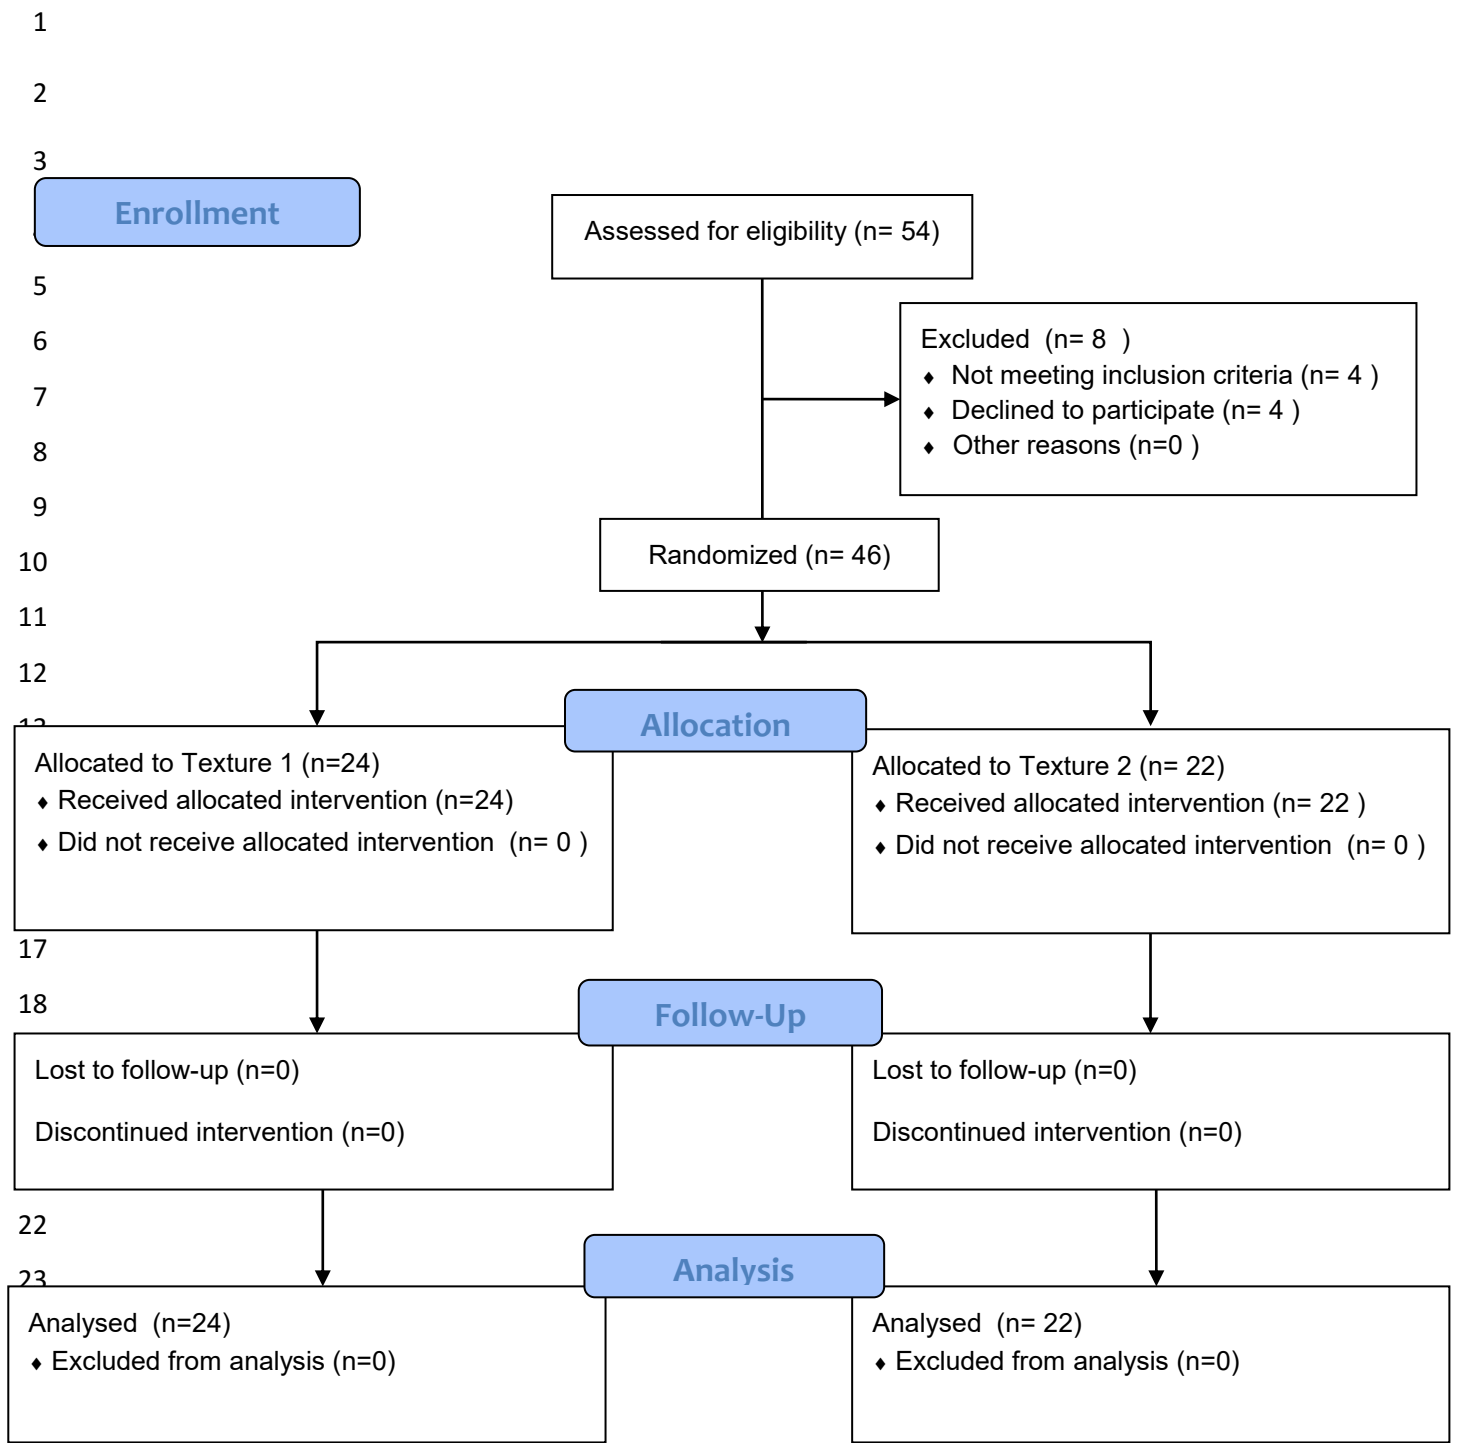 1
2
3
Enrollment
Assessed for eligibility (n= 54)
5
6
Excluded  (n= 8  )
7
♦ Not meeting inclusion criteria (n= 4 )
♦ Declined to participate (n= 4 )
8
♦ Other reasons (n=0 )
9
10
Randomized (n= 46)
11
12
Allocation
Allocated to Texture 1 (n=24)
♦ Received allocated intervention (n=24)
♦ Did not receive allocated intervention  (n= 0 )
Allocated to Texture 2 (n= 22)
♦ Received allocated intervention (n= 22 )
♦ Did not receive allocated intervention  (n= 0 )
17
18
Follow-Up
Lost to follow-up (n=0)
Discontinued intervention (n=0)
Lost to follow-up (n=0)
Discontinued intervention (n=0)
22
23
Analysis
Analysed  (n=24)
♦ Excluded from analysis (n=0)
Analysed  (n= 22)
♦ Excluded from analysis (n=0)